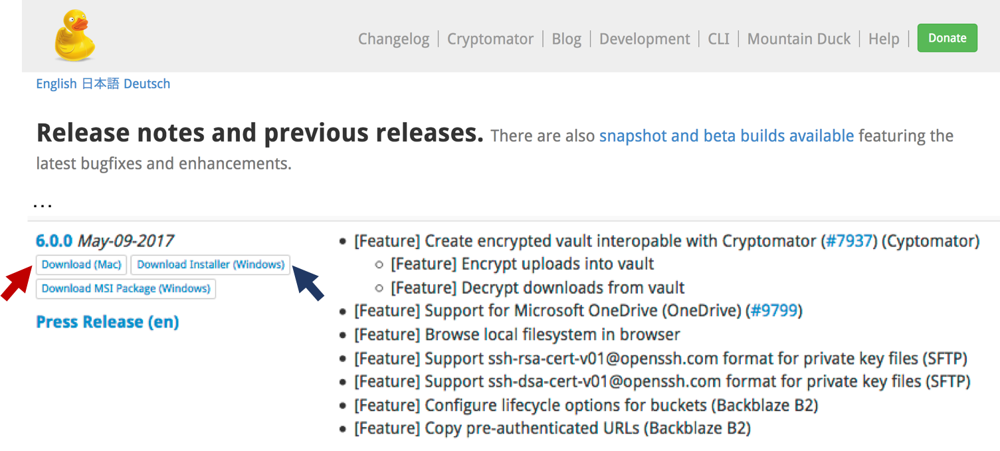 Changelog | Cryptomator | Blog | Development | CLI | Mountain Duck | Help | Donate
English 日本語 Deutsch
Release notes and previous releases. There are also snapshot and beta builds available featuring the
latest bugfixes and enhancements.
...
6.0.0 May-09-2017
Download (Mac) Download Installer (Windows)
Download MSI Package (Windows)
Press Release (en)
• [Feature] Create encrypted vault interopable with Cryptomator (#7937) (Cyptomator)
◦ [Feature] Encrypt uploads into vault
◦ [Feature] Decrypt downloads from vault
• [Feature] Support for Microsoft OneDrive (OneDrive) (#9799)
• [Feature] Browse local filesystem in browser
• [Feature] Support ssh-rsa-cert-v01@openssh.com format for private key files (SFTP)
• [Feature] Support ssh-dsa-cert-v01@openssh.com format for private key files (SFTP)
• [Feature] Configure lifecycle options for buckets (Backblaze B2)
• [Feature] Copy pre-authenticated URLs (Backblaze B2)